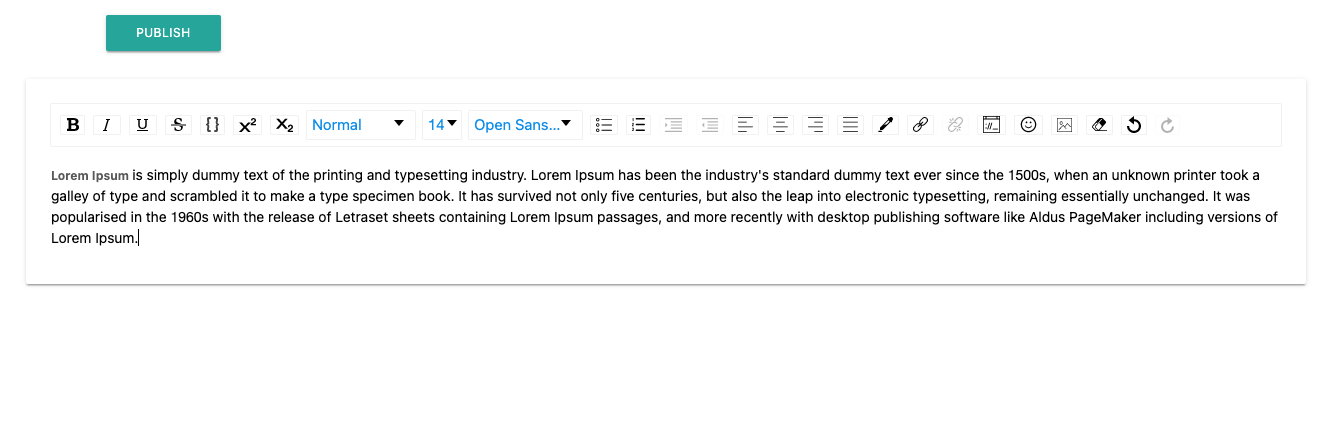 PUBLISH
B I U S {} x² x₂ Normal 14 Open Sans...
Lorem Ipsum is simply dummy text of the printing and typesetting industry. Lorem Ipsum has been the industry's standard dummy text ever since the 1500s, when an unknown printer took a
galley of type and scrambled it to make a type specimen book. It has survived not only five centuries, but also the leap into electronic typesetting, remaining essentially unchanged. It was
popularised in the 1960s with the release of Letraset sheets containing Lorem Ipsum passages, and more recently with desktop publishing software like Aldus PageMaker including versions of
Lorem Ipsum.